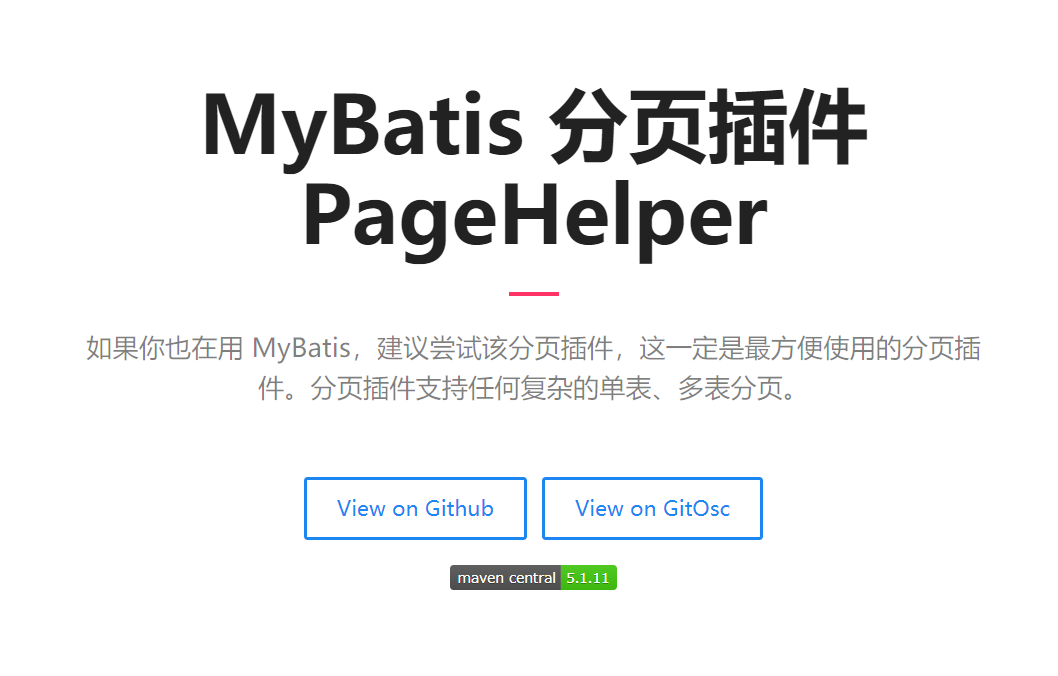 MyBatis 分页插件
PageHelper
如果你也在用 MyBatis，建议尝试该分页插件，这一定是最方便使用的分页插
件。分页插件支持任何复杂的单表、多表分页。
View on Github View on GitOsc
maven central 5.1.11